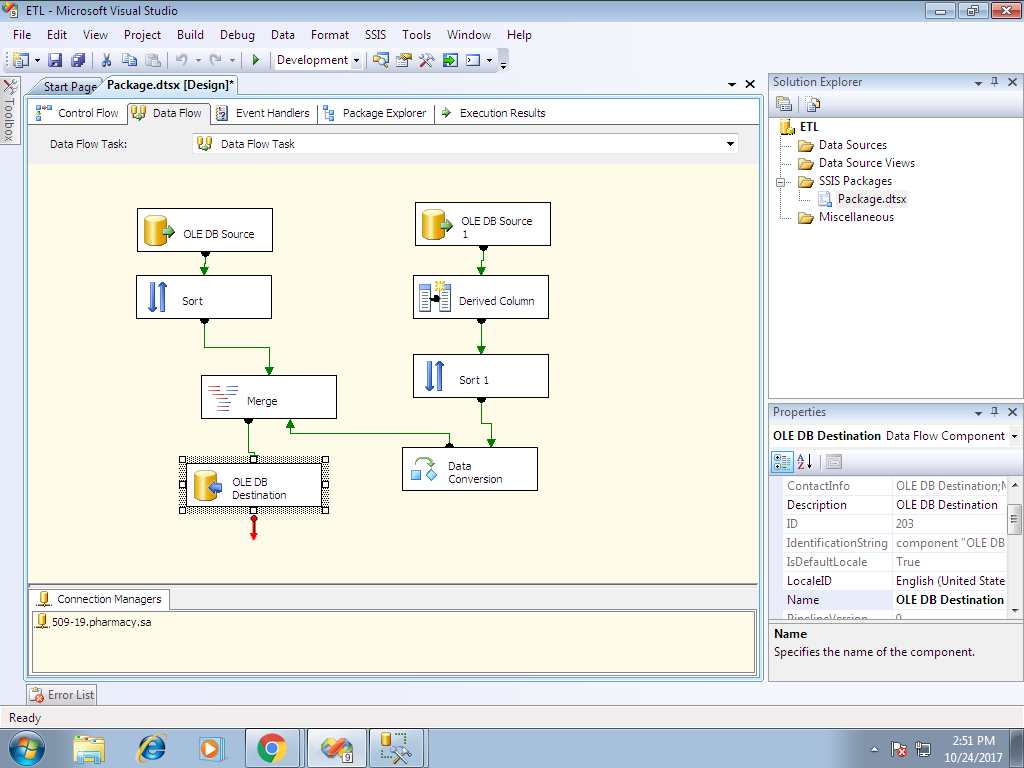 ETL - Microsoft Visual Studio
File Edit View Project Build Debug Data Format SSIS Tools Window Help
Development
Toolbox
Start Page Package.dtsx [Design]*
Control Flow Data Flow Event Handlers Package Explorer Execution Results
Data Flow Task: Data Flow Task
OLE DB Source
OLE DB Source
1
Sort
Derived Column
Merge
Sort 1
OLE DB
Destination
Data
Conversion
Connection Managers
509-19.pharmacy.sa
Error List
Ready
Solution Explorer
ETL
Data Sources
Data Source Views
SSIS Packages
Package.dtsx
Miscellaneous
Properties
OLE DB Destination Data Flow Component
ContactInfo OLE DB Destination;
Description OLE DB Destination
ID 203
IdentificationString component "OLE DB
IsDefaultLocale True
LocaleID English (United State
Name OLE DB Destination
PipelineVersion 0
Name
Specifies the name of the component.
2:51 PM
10/24/2017